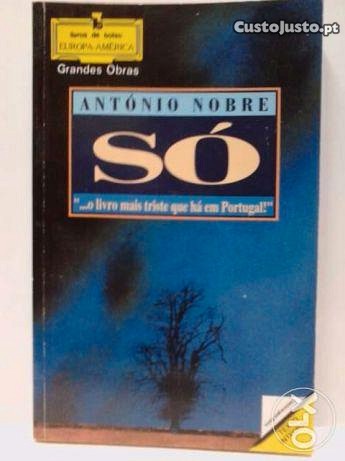 CustoJusto.pt
livros de bolso
EUROPA-AMÉRICA
Grandes Obras
ANTÓNIO NOBRE
SÓ
"...o livro mais triste que há em Portugal!"
OLX